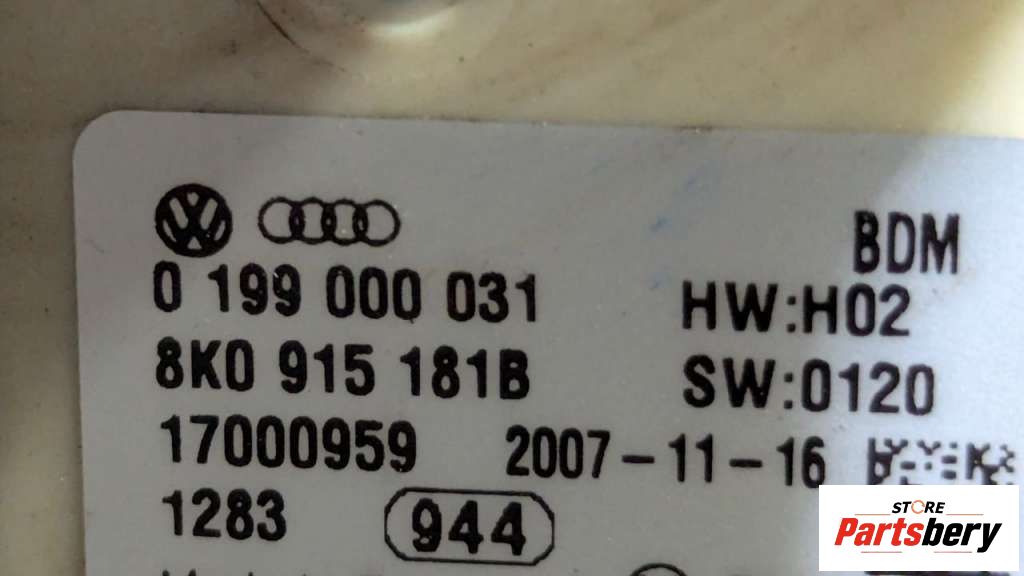 BDM
0 199 000 031
HW:H02
8K0 915 181B
SW:0120
17000959 2007-11-16
1283 944
STORE
Partsbery